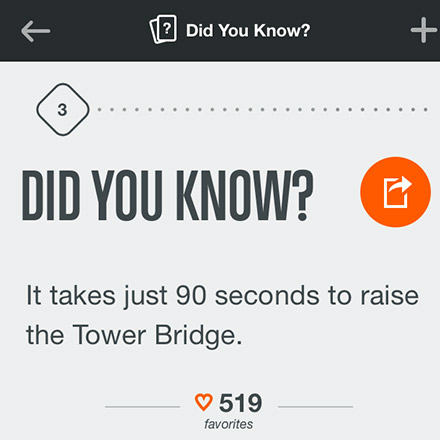 ? Did You Know?
3
DID YOU KNOW?
It takes just 90 seconds to raise
the Tower Bridge.
519
favorites